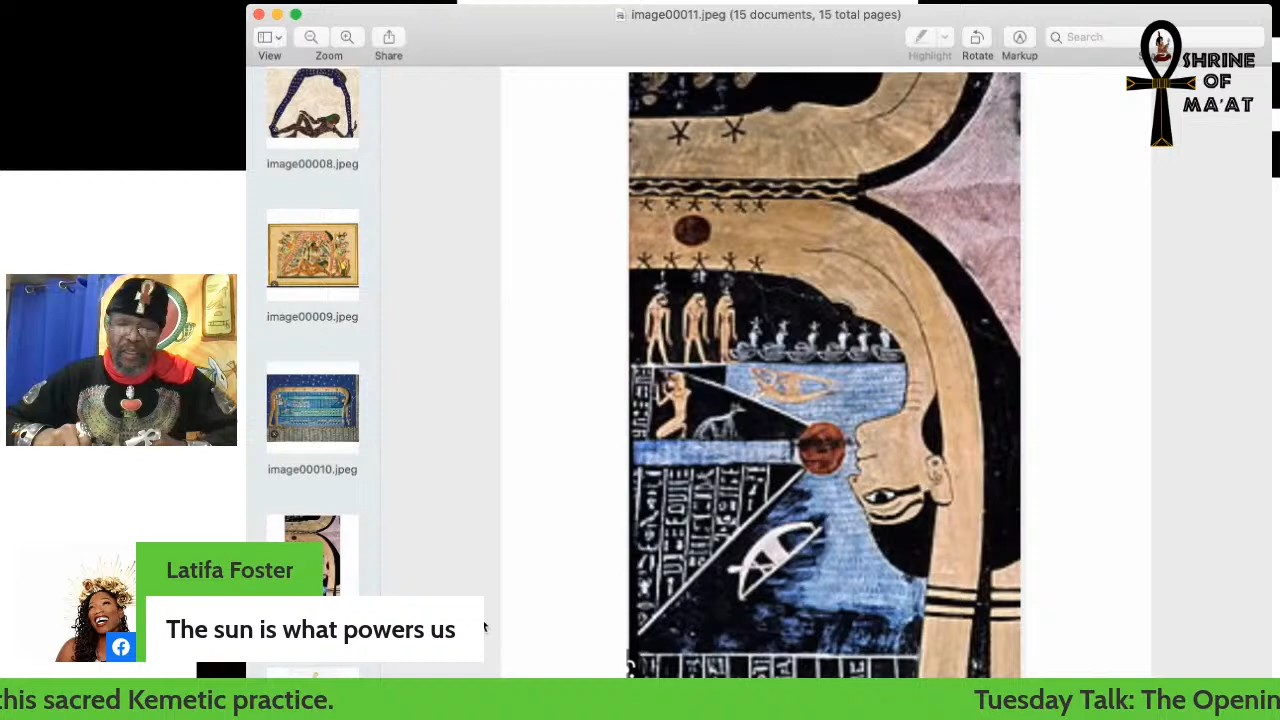 image00011.jpeg (15 documents, 15 total pages)
View
Zoom
Share
Highlight
Rotate
Markup
Search
SHRINE
OF
MA'AT
image00008.jpeg
image00009.jpeg
image00010.jpeg
Latifa Foster
The sun is what powers us
this sacred Kemetic practice.
Tuesday Talk: The Openin